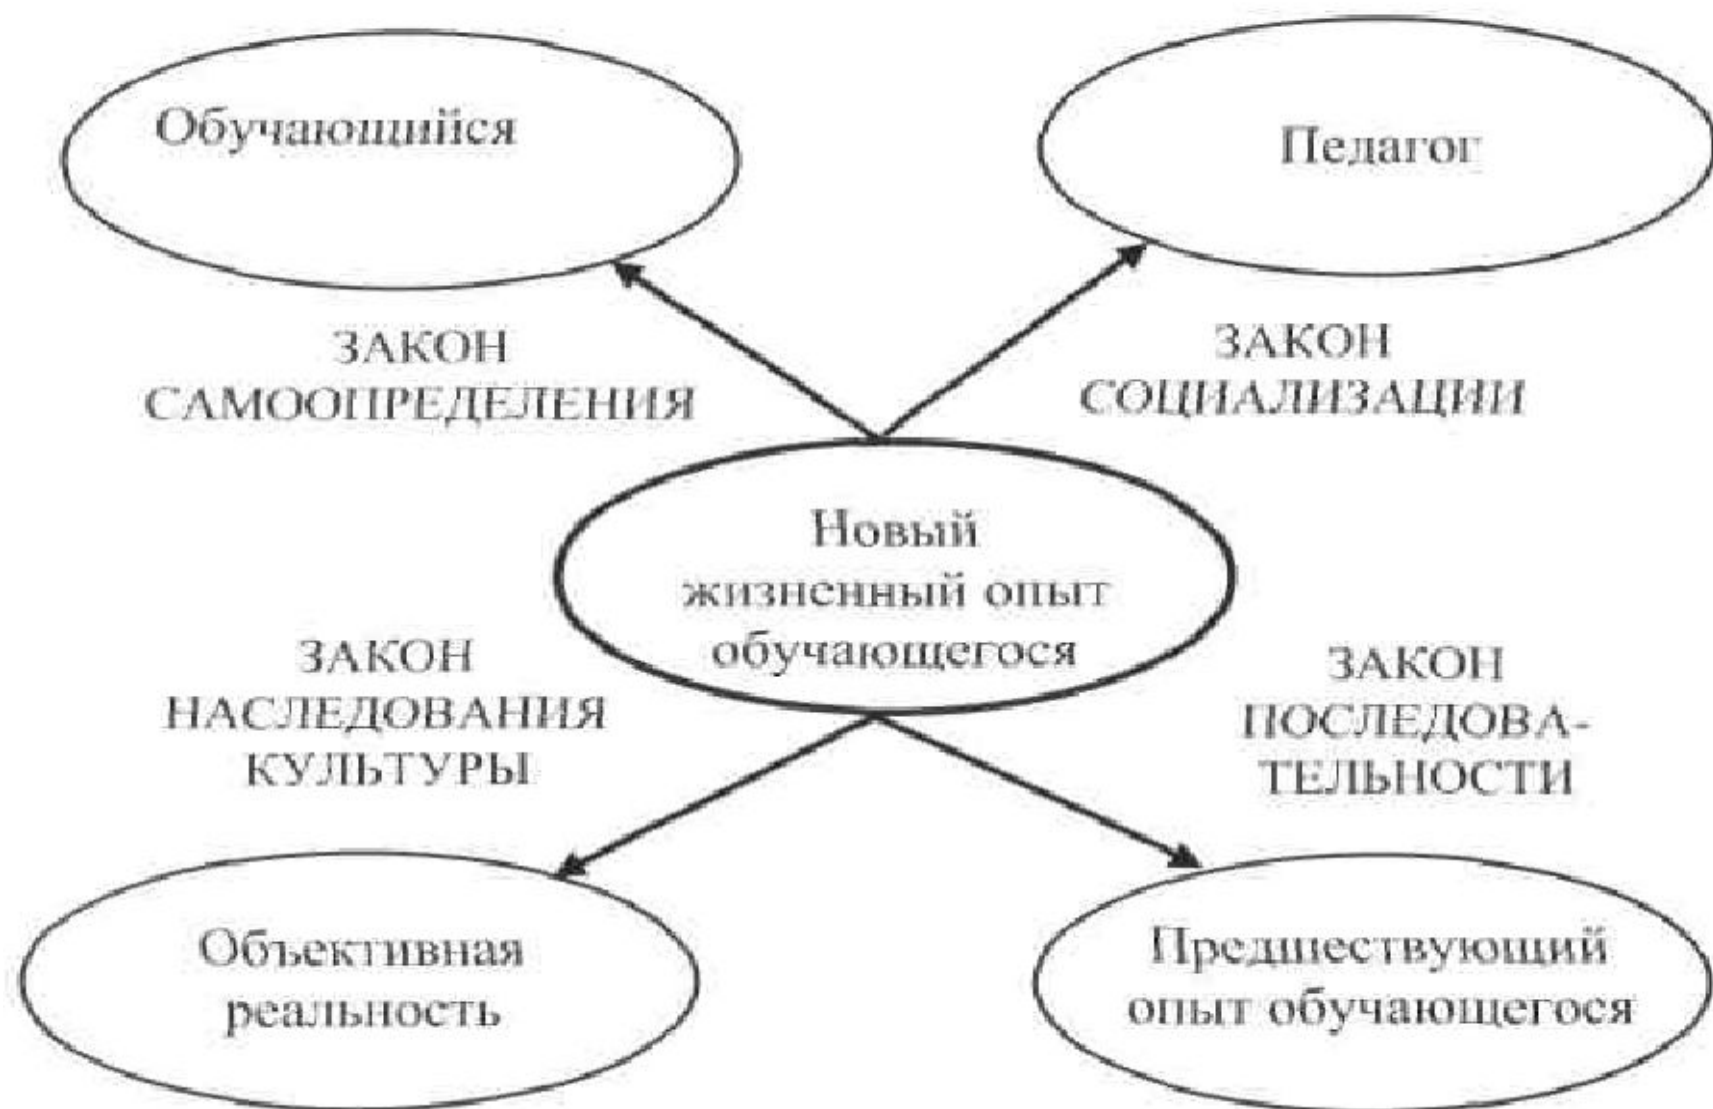 Обучающийся
Педагог
ЗАКОН
САМООПРЕДЕЛЕНИЯ
ЗАКОН
СОЦИАЛИЗАЦИИ
Новый
жизненный опыт
обучающегося
ЗАКОН
НАСЛЕДОВАНИЯ
КУЛЬТУРЫ
ЗАКОН
ПОСЛЕДОВА-
ТЕЛЬНОСТИ
Объективная
реальность
Предшествующий
опыт обучающегося